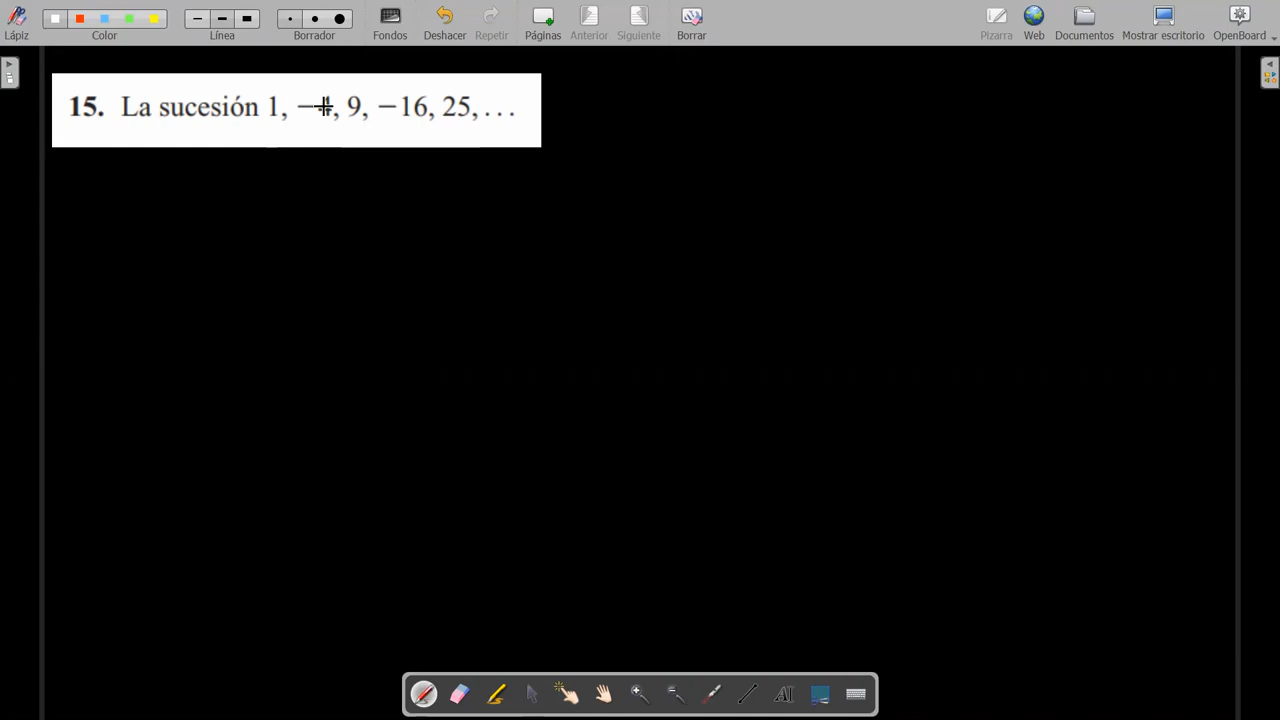 Lápiz
Color
Línea
Borrador
Fondos
Deshacer
Repetir
Páginas
Anterior
Siguiente
Borrar
Pizarra
Web
Documentos
Mostrar escritorio
OpenBoard
15. La sucesión 1, −4, 9, −16, 25, . . .
AI